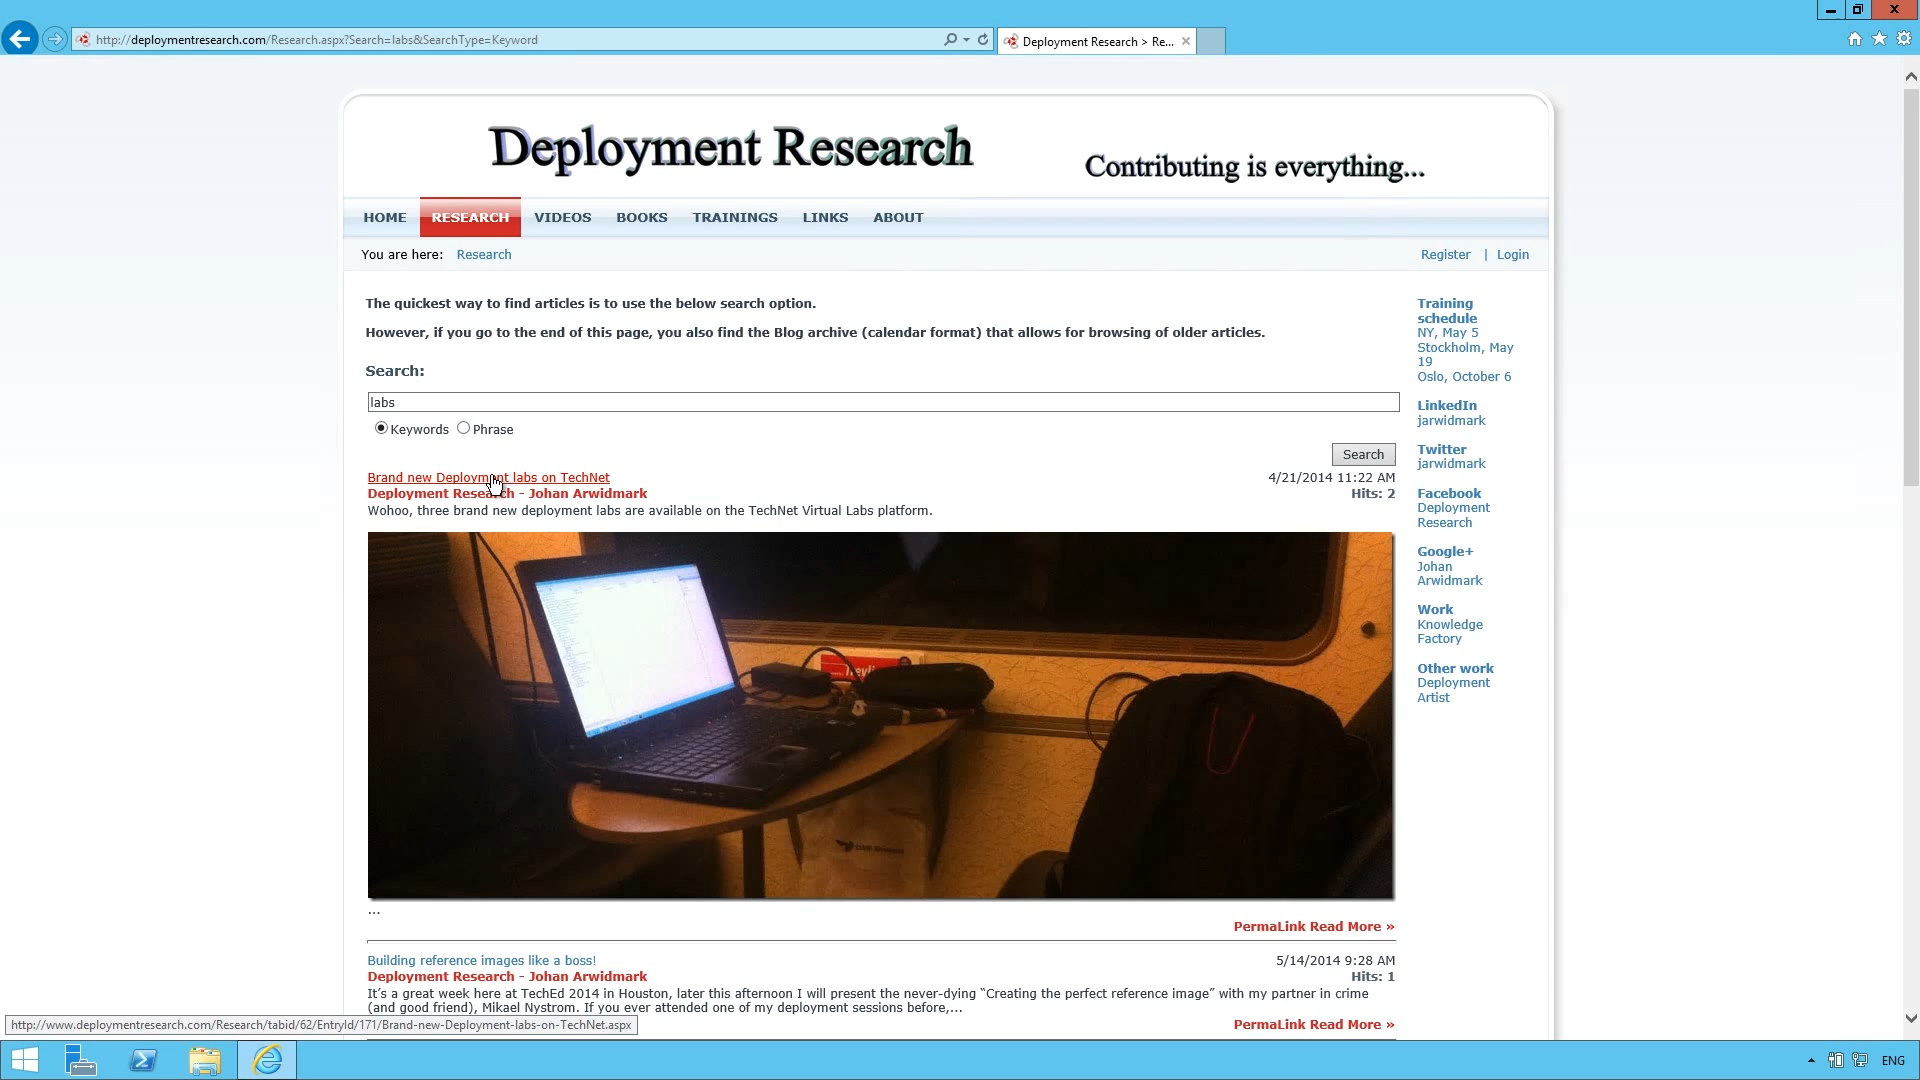 http://deploymentresearch.com/Research.aspx?Search=labs&SearchType=Keyword
Deployment Research > Re...
Deployment Research
Contributing is everything...
HOME RESEARCH VIDEOS BOOKS TRAININGS LINKS ABOUT
You are here: Research
Register | Login
The quickest way to find articles is to use the below search option.
However, if you go to the end of this page, you also find the Blog archive (calendar format) that allows for browsing of older articles.
Search:
labs
Keywords Phrase
Search
Brand new Deployment labs on TechNet
4/21/2014 11:22 AM
Deployment Research - Johan Arwidmark
Hits: 2
Wohoo, three brand new deployment labs are available on the TechNet Virtual Labs platform.
...
PermaLink Read More »
Building reference images like a boss!
5/14/2014 9:28 AM
Deployment Research - Johan Arwidmark
Hits: 1
It's a great week here at TechEd 2014 in Houston, later this afternoon I will present the never-dying “Creating the perfect reference image” with my partner in crime
(and good friend), Mikael Nystrom. If you ever attended one of my deployment sessions before,...
PermaLink Read More »
Training
schedule
NY, May 5
Stockholm, May
19
Oslo, October 6
LinkedIn
jarwidmark
Twitter
jarwidmark
Facebook
Deployment
Research
Google+
Johan
Arwidmark
Work
Knowledge
Factory
Other work
Deployment
Artist
http://www.deploymentresearch.com/Research/tabid/62/EntryId/171/Brand-new-Deployment-labs-on-TechNet.aspx
ENG